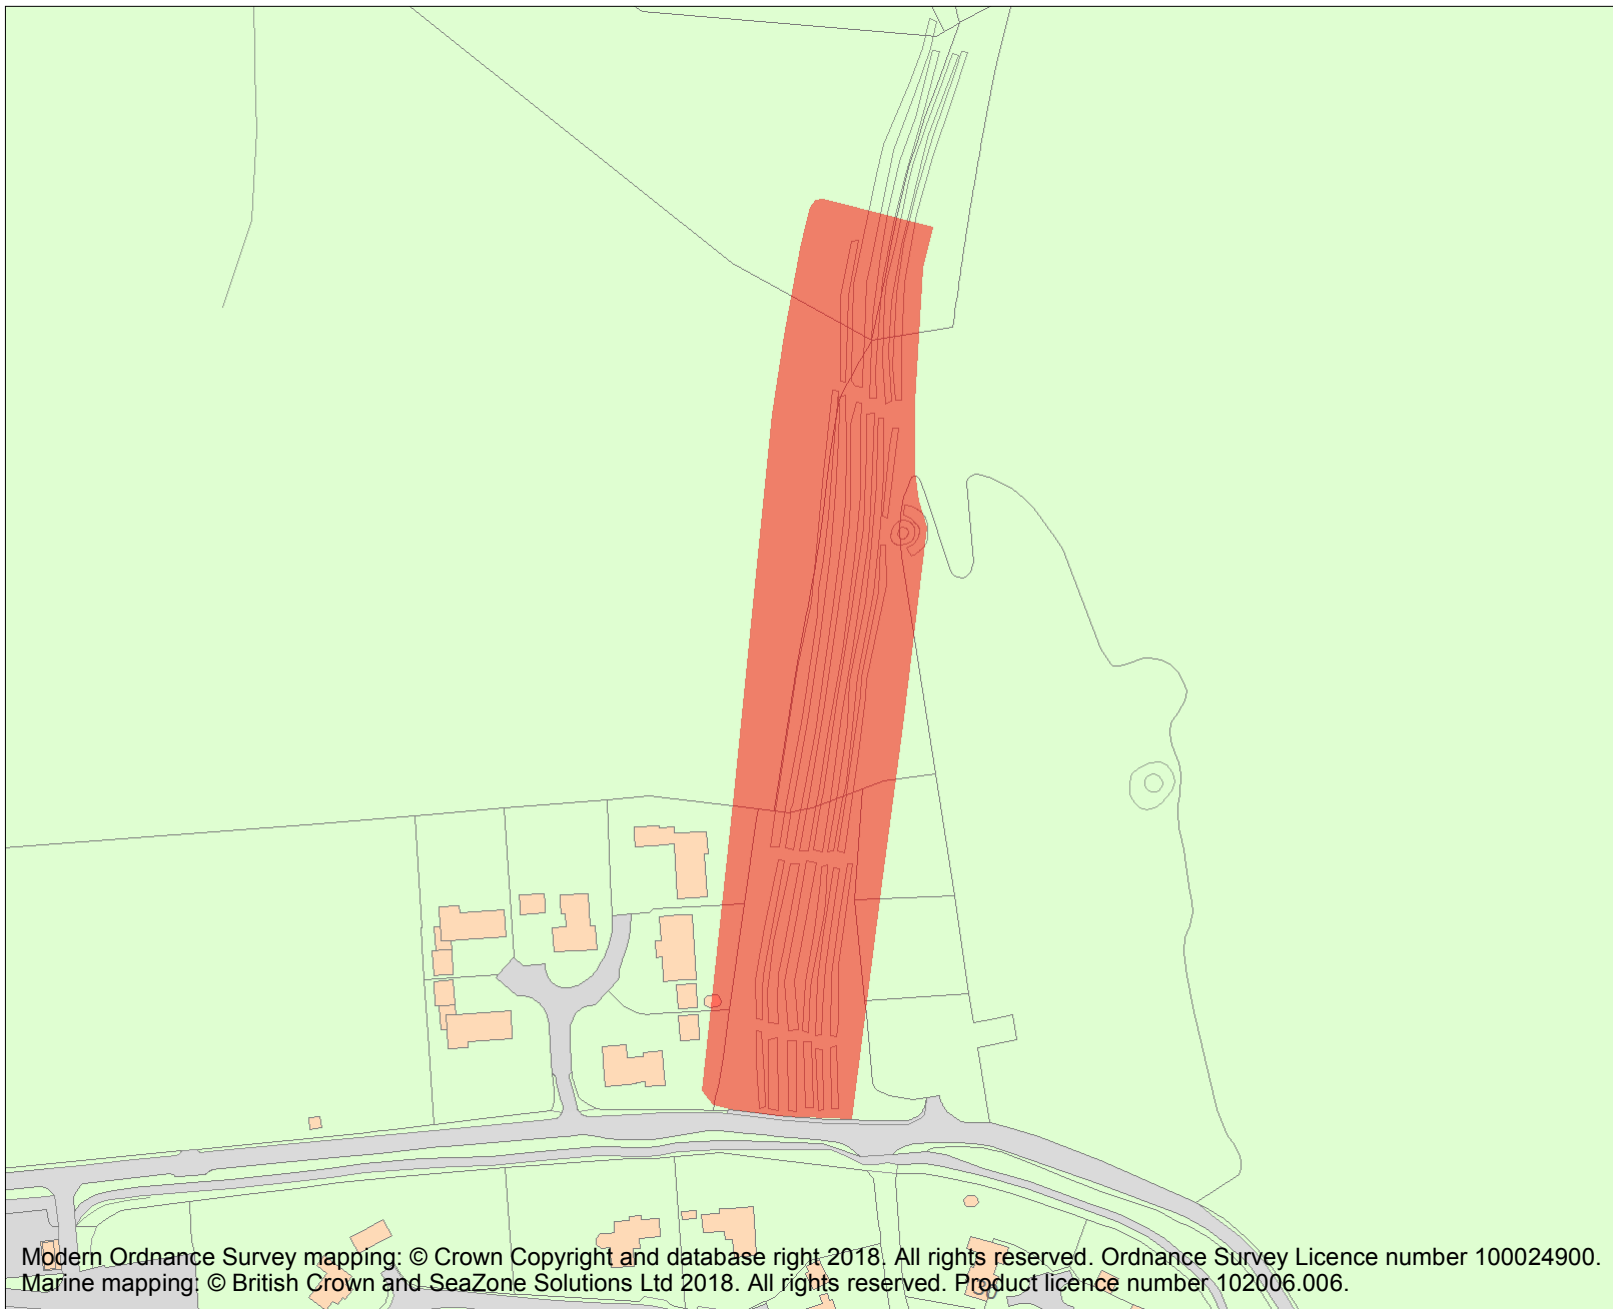 Modern Ordnance Survey mapping: © Crown Copyright and database right 2018. All rights reserved. Ordnance Survey Licence number 100024900.
Marine mapping: © British Crown and SeaZone Solutions Ltd 2018. All rights reserved. Product licence number 102006.006.